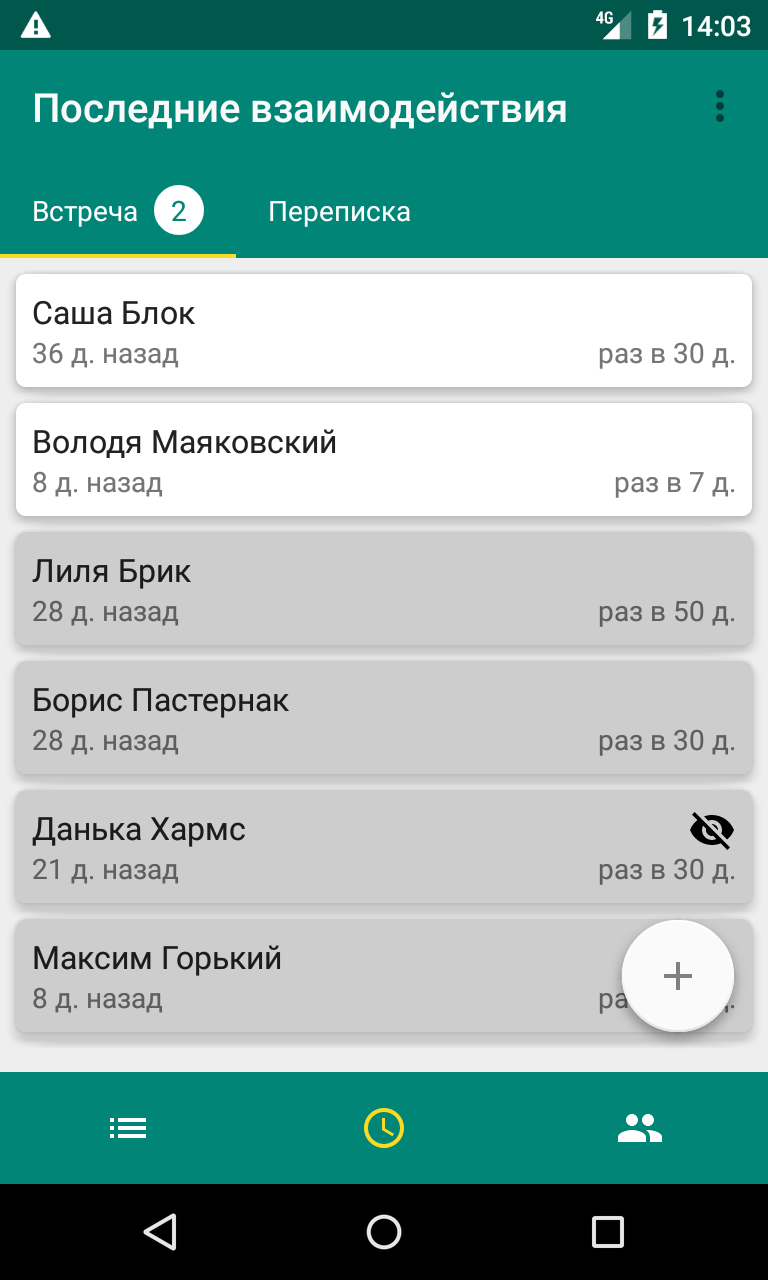 4G 14:03
Последние взаимодействия
Встреча 2 Переписка
Саша Блок
36 д. назад раз в 30 д.
Володя Маяковский
8 д. назад раз в 7 д.
Лиля Брик
28 д. назад раз в 50 д.
Борис Пастернак
28 д. назад раз в 30 д.
Данька Хармс
21 д. назад раз в 30 д.
Максим Горький
8 д. назад